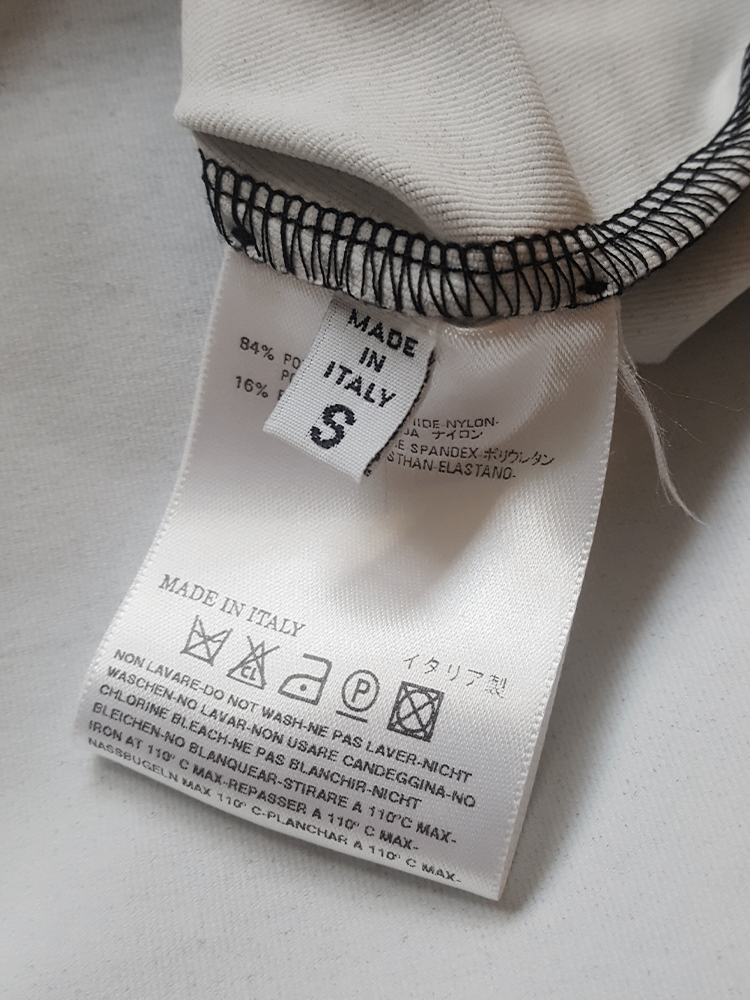 MADE
IN
ITALY
S
84% PO
PO
16%
IDE-NYLON-
ナイロン
SPANDEX-ポリウレタン
STHAN-ELASTANO-
MADE IN ITALY
イタリア製
CL
P
NON LAVARE-DO NOT WASH-NE PAS LAVER-NICHT
WASCHEN-NO LAVAR-NON USARE CANDEGGINA-NO
CHLORINE BLEACH-NE PAS BLANCHIR-NICHT
BLEICHEN-NO BLANQUEAR-STIRARE A 110°C MAX-
IRON AT 110° C MAX-REPASSER A 110° C MAX-
NASSBUGELN MAX 110° C-PLANCHAR A 110° C MAX-